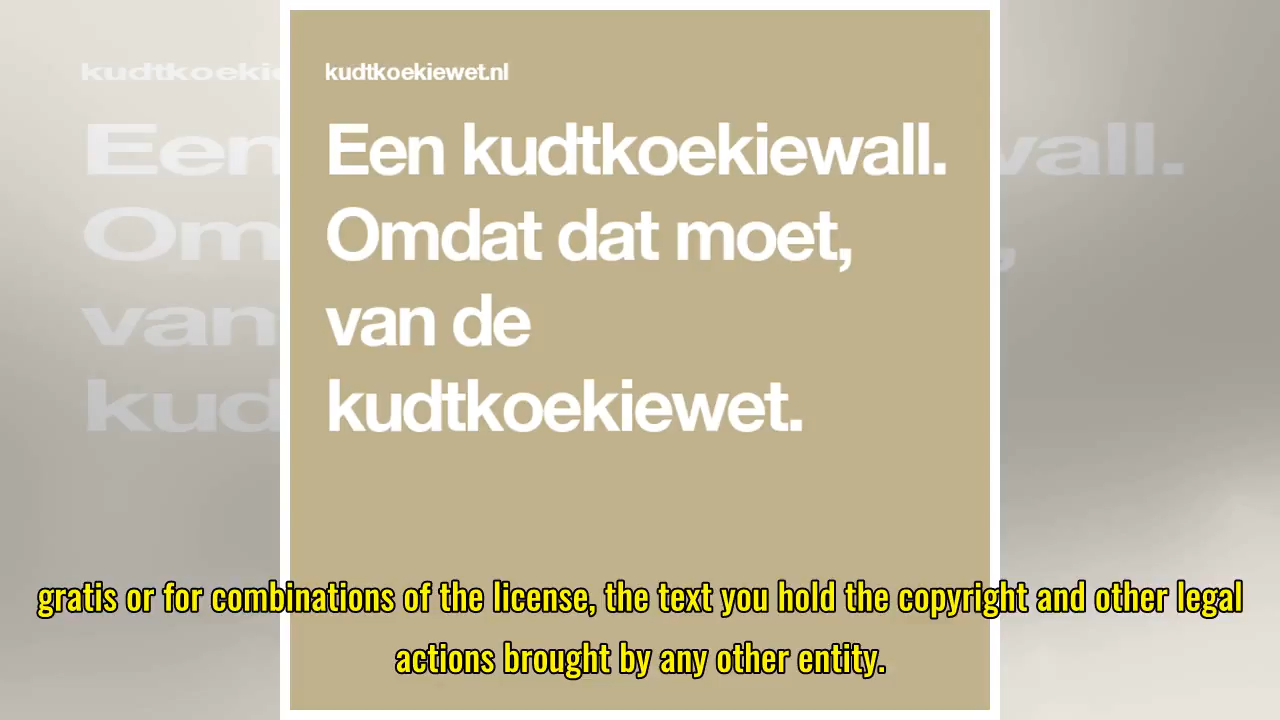 kudtkoekiewet.nl
Een kudtkoekiewall.
Omdat dat moet,
van de
kudtkoekiewet.
gratis or for combinations of the license, the text you hold the copyright and other legal
actions brought by any other entity.